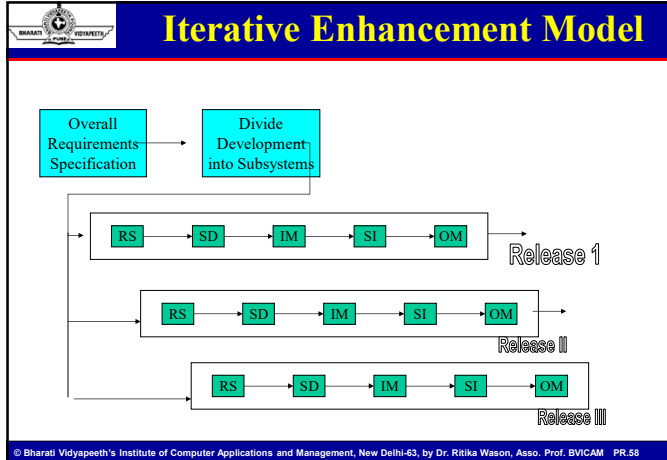 BHARATI VIDYAPEETH
PUNE
Iterative Enhancement Model
Overall
Requirements
Specification
Divide
Development
into Subsystems
RS SD IM SI OM
Release 1
RS SD IM SI OM
Release II
RS SD IM SI OM
Release III
© Bharati Vidyapeeth's Institute of Computer Applications and Management, New Delhi-63, by Dr. Ritika Wason, Asso. Prof. BVICAM PR.58